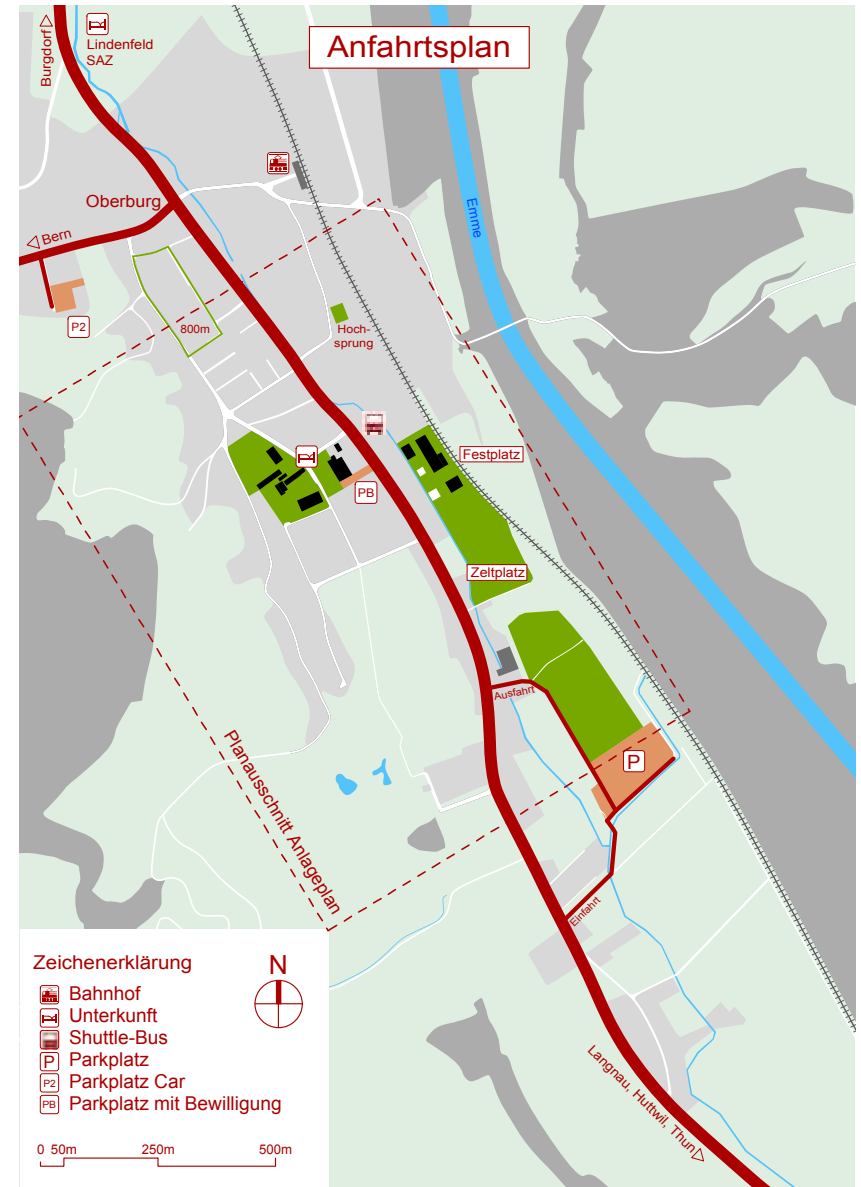 Anfahrtsplan
Burgdorf
Lindenfeld
SAZ
Oberburg
Bern
P2
800m
Hoch-
sprung
Emme
Festplatz
PB
Zeltplatz
Ausfahrt
P
Planausschnitt Anlageplan
Einfahrt
Langnau, Huttwil, Thun
Zeichenerklärung
N
Bahnhof
Unterkunft
Shuttle-Bus
P Parkplatz
P2 Parkplatz Car
PB Parkplatz mit Bewilligung
0 50m 250m 500m